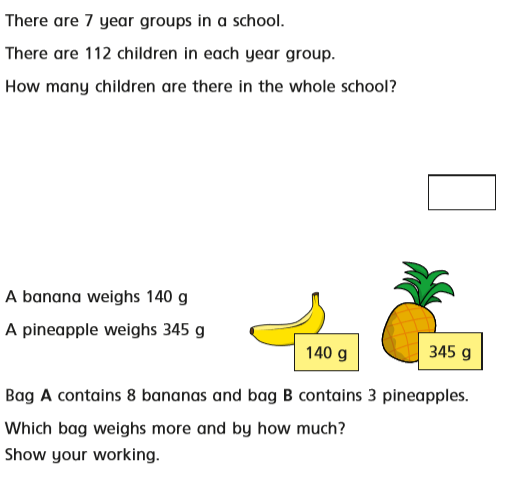 There are 7 year groups in a school.
There are 112 children in each year group.
How many children are there in the whole school?
A banana weighs 140 g
A pineapple weighs 345 g
140 g
345 g
Bag A contains 8 bananas and bag B contains 3 pineapples.
Which bag weighs more and by how much?
Show your working.